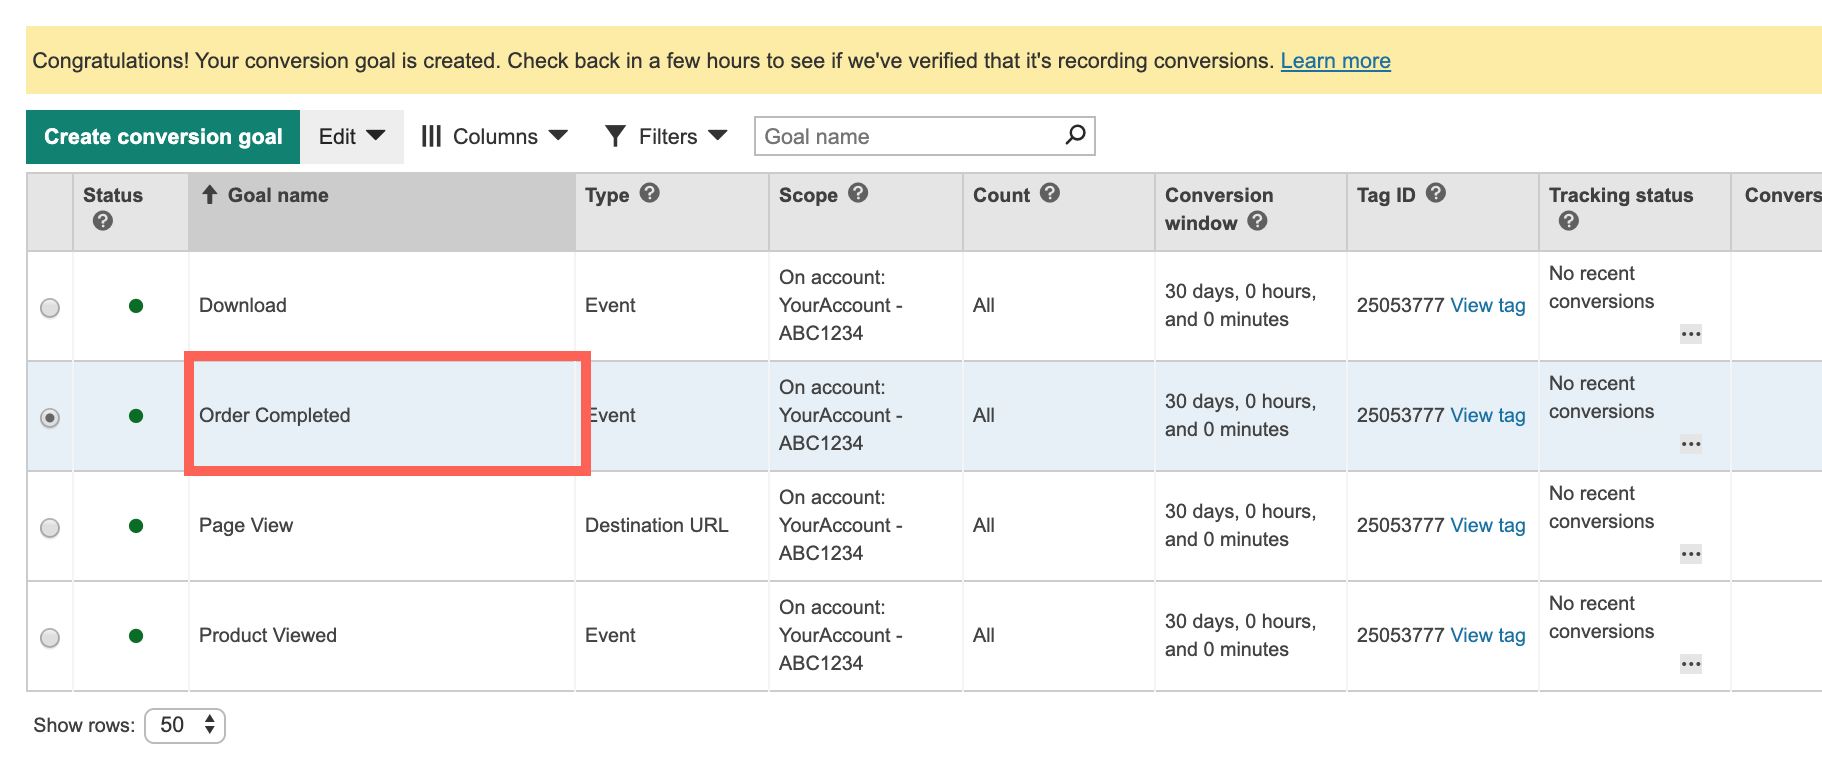 Congratulations! Your conversion goal is created. Check back in a few hours to see if we've verified that it's recording conversions. Learn more
Create conversion goal Edit Columns Filters Goal name
Status Goal name Type Scope Count Conversion window Tag ID Tracking status Convers
Download Event On account: YourAccount - ABC1234 All 30 days, 0 hours, and 0 minutes 25053777 View tag No recent conversions ...
Order Completed Event On account: YourAccount - ABC1234 All 30 days, 0 hours, and 0 minutes 25053777 View tag No recent conversions ...
Page View Destination URL On account: YourAccount - ABC1234 All 30 days, 0 hours, and 0 minutes 25053777 View tag No recent conversions ...
Product Viewed Event On account: YourAccount - ABC1234 All 30 days, 0 hours, and 0 minutes 25053777 View tag No recent conversions ...
Show rows: 50